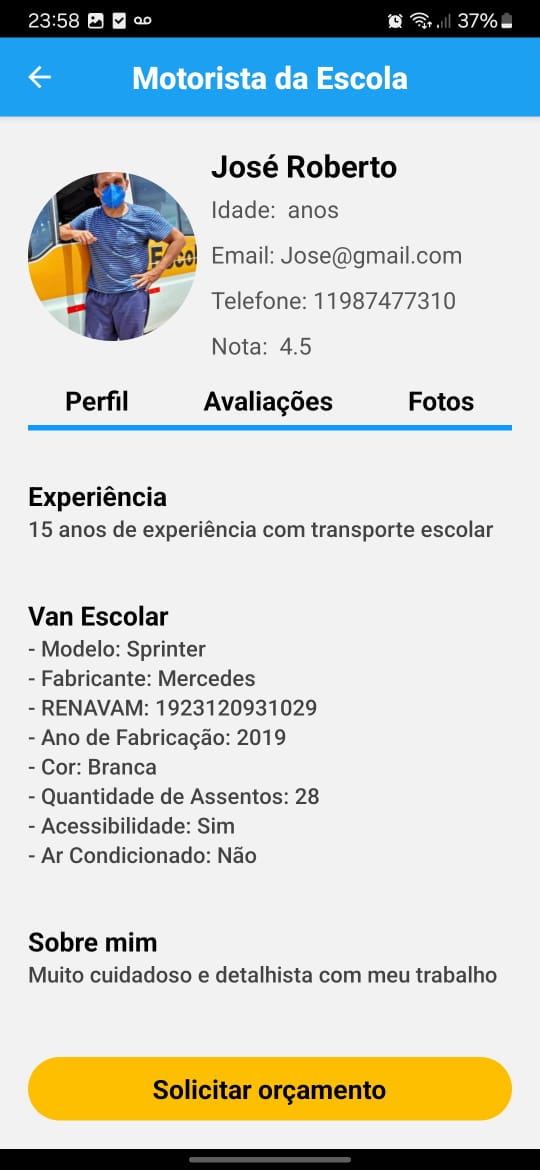 23:58
37%
Motorista da Escola
José Roberto
Idade:  anos
Email: Jose@gmail.com
Telefone: 11987477310
Nota:  4.5
Escol
Perfil
Avaliações
Fotos
Experiência
15 anos de experiência com transporte escolar
Van Escolar
- Modelo: Sprinter
- Fabricante: Mercedes
- RENAVAM: 1923120931029
- Ano de Fabricação: 2019
- Cor: Branca
- Quantidade de Assentos: 28
- Acessibilidade: Sim
- Ar Condicionado: Não
Sobre mim
Muito cuidadoso e detalhista com meu trabalho
Solicitar orçamento